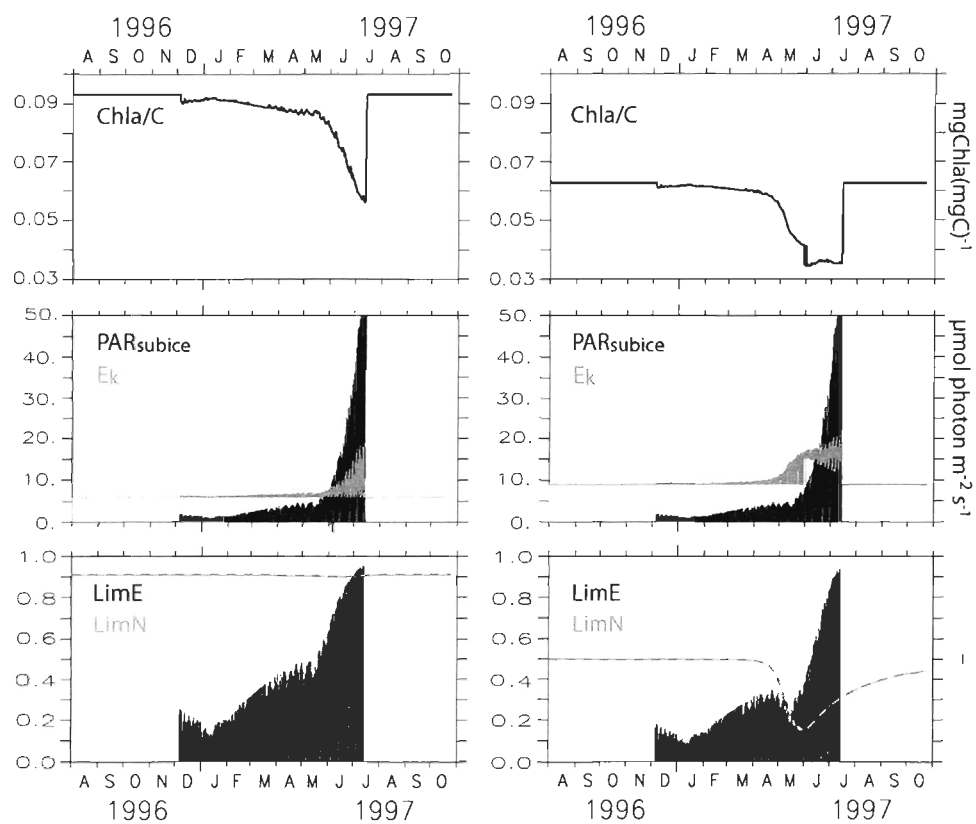 1996 1997
A S O N D J F M A M J J A S O
0.09
0.07
0.05
0.03
Chla/C
50.
40.
30.
20.
10.
0.
PARsubice
Ek
1.0
0.8
0.6
0.4
0.2
0.0
LimE
LimN
A S O N D J F M A M J J A S O
1996 1997
1996 1997
A S O N D J F M A M J J A S O
0.09
0.07
0.05
0.03
Chla/C
mgChla(mgC)-1
50.
40.
30.
20.
10.
0.
PARsubice
Ek
μmol photon m-2 s-1
1.0
0.8
0.6
0.4
0.2
0.0
LimE
LimN
–
A S O N D J F M A M J J A S O
1996 1997